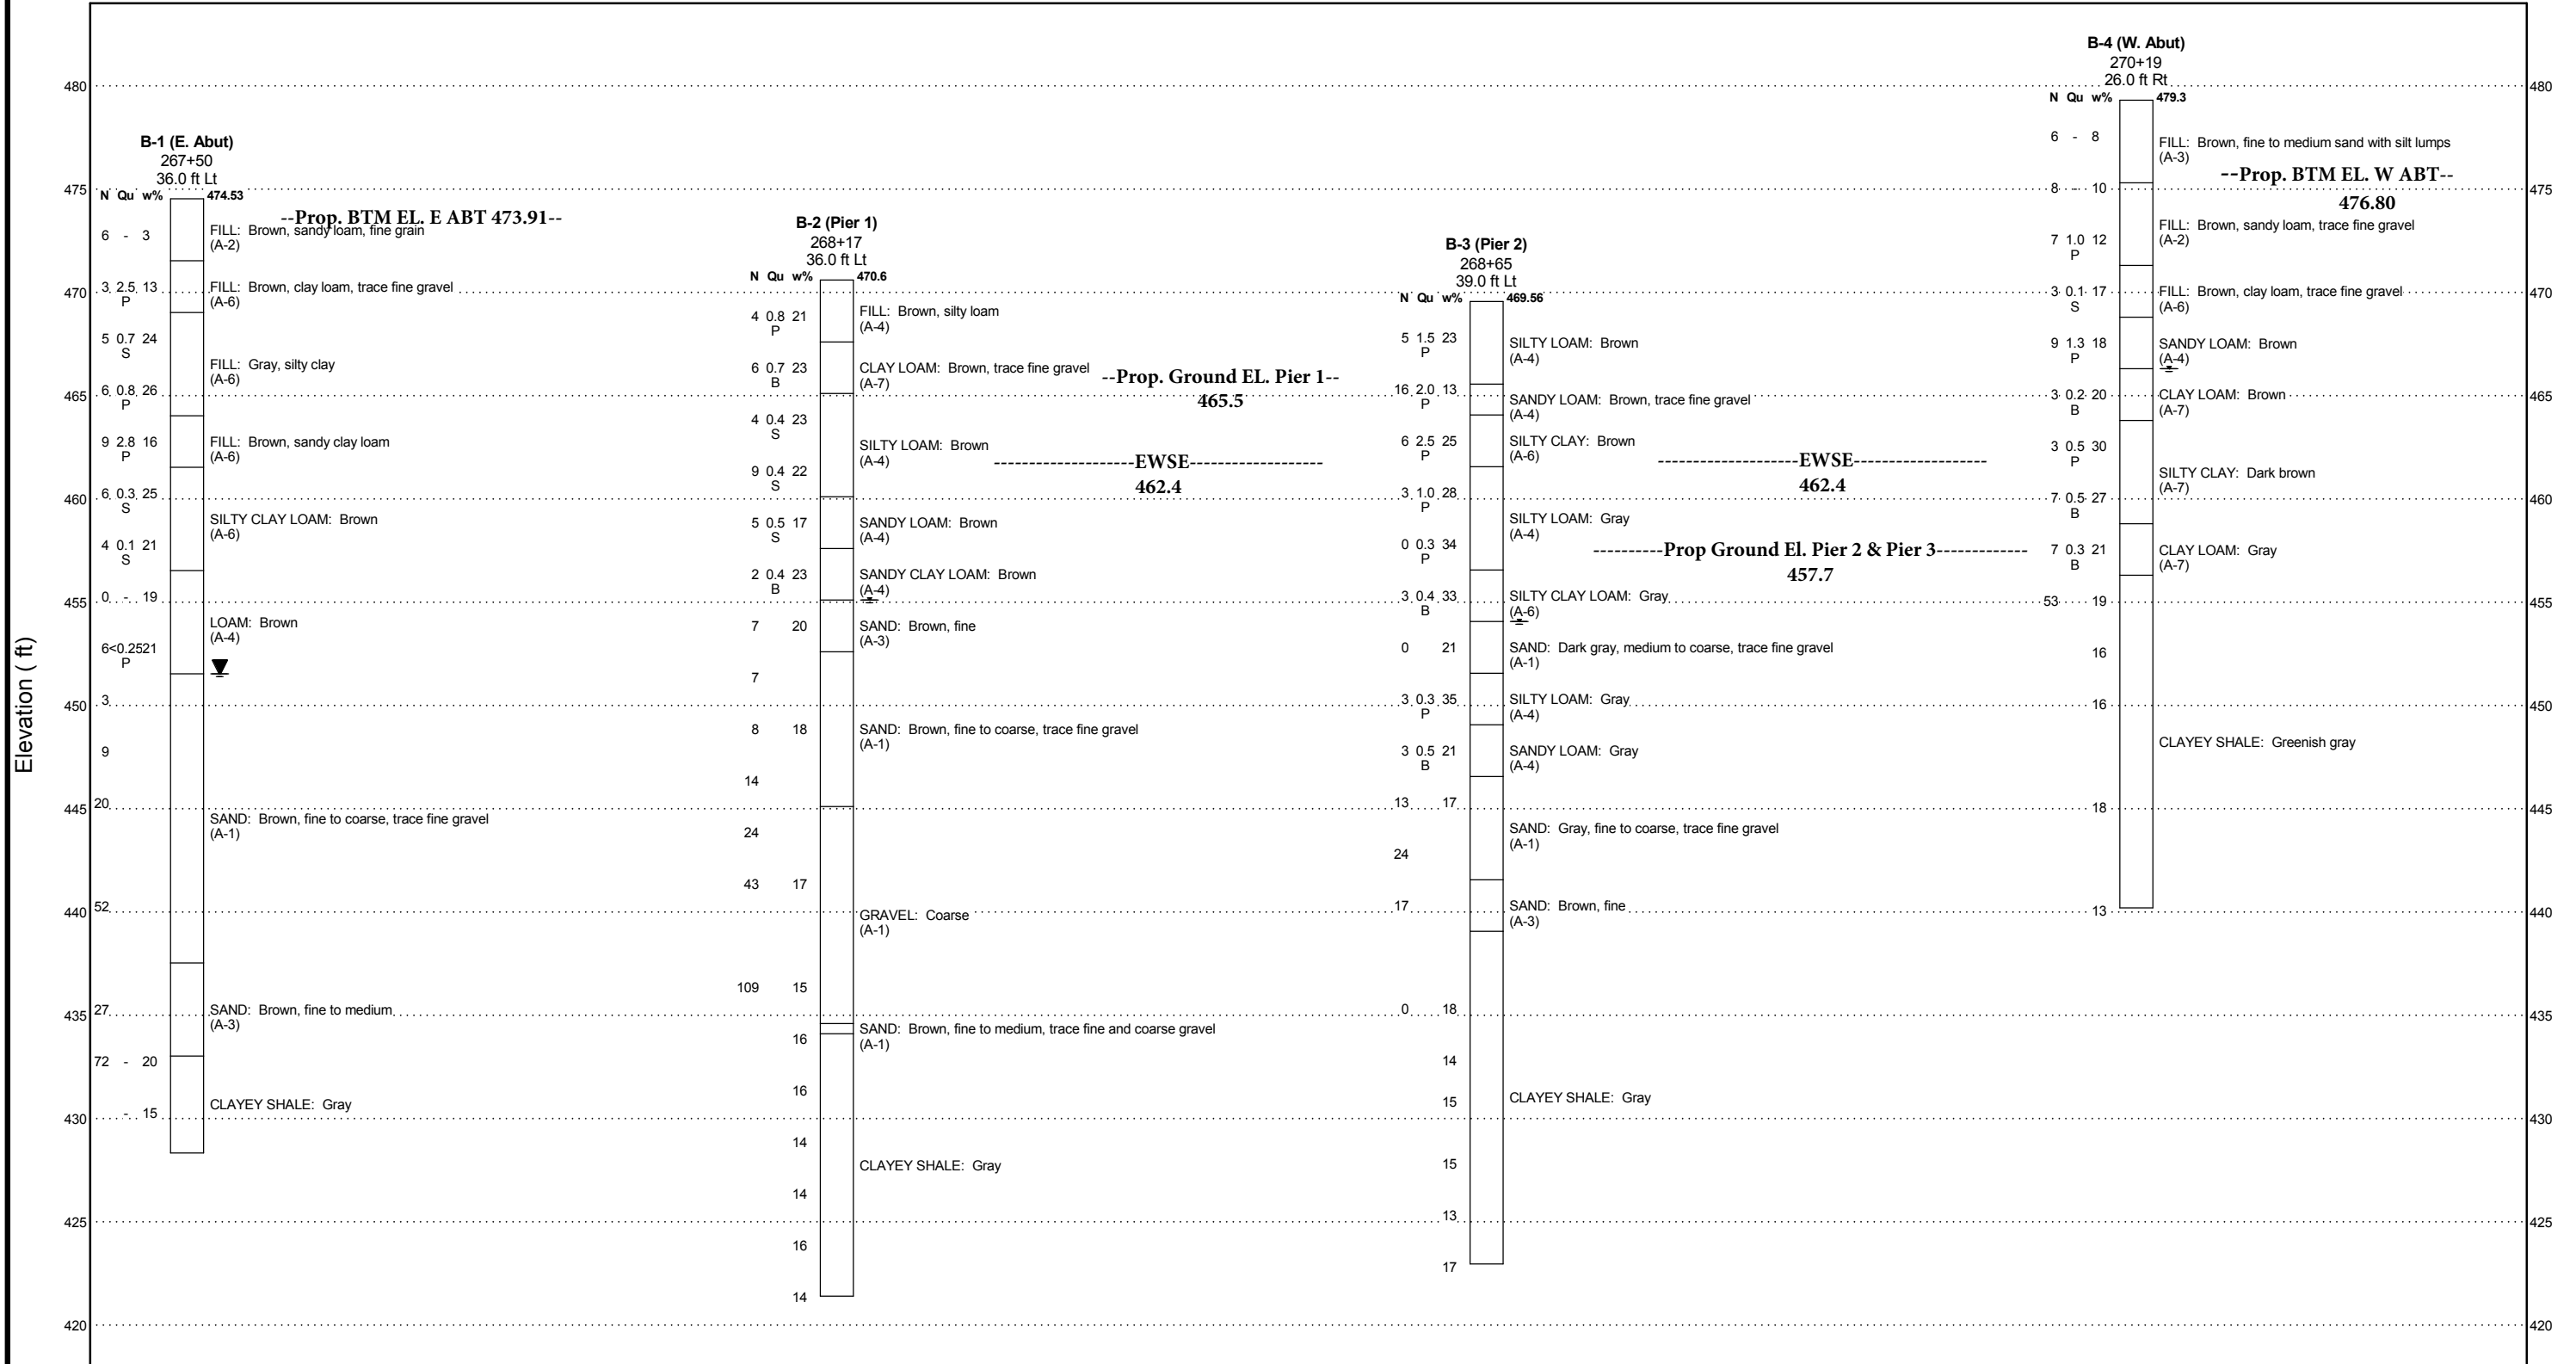 B-4 (W. Abut)
270+19
26.0 ft Rt
480 480
N Qu w% 479.3
6 - 8
FILL: Brown, fine to medium sand with silt lumps
(A-3)
--Prop. BTM EL. W ABT--
476.80
8 - 10
FILL: Brown, sandy loam, trace fine gravel
(A-2)
7 1.0 12
P
3 0.1 17
S
FILL: Brown, clay loam, trace fine gravel
(A-6)
9 1.3 18
P
SANDY LOAM: Brown
(A-4)
3 0.2 20
B
CLAY LOAM: Brown
(A-7)
3 0.5 30
P
SILTY CLAY: Dark brown
(A-7)
7 0.5 27
B
7 0.3 21
B
CLAY LOAM: Gray
(A-7)
53 19
16
16
CLAYEY SHALE: Greenish gray
18
13
B-1 (E. Abut)
267+50
36.0 ft Lt
475 475
N Qu w% 474.53
--Prop. BTM EL. E ABT 473.91--
6 - 3
FILL: Brown, sandy loam, fine grain
(A-2)
3 2.5 13
P
FILL: Brown, clay loam, trace fine gravel
(A-6)
5 0.7 24
S
FILL: Gray, silty clay
(A-6)
6 0.8 26
P
9 2.8 16
P
FILL: Brown, sandy clay loam
(A-6)
6 0.3 25
S
SILTY CLAY LOAM: Brown
(A-6)
4 0.1 21
S
0 - 19
LOAM: Brown
(A-4)
6<0.2521
P
3
9
20
SAND: Brown, fine to coarse, trace fine gravel
(A-1)
52
27
SAND: Brown, fine to medium
(A-3)
72 - 20
- 15
CLAYEY SHALE: Gray
B-2 (Pier 1)
268+17
36.0 ft Lt
N Qu w% 470.6
4 0.8 21
P
FILL: Brown, silty loam
(A-4)
6 0.7 23
B
CLAY LOAM: Brown, trace fine gravel
(A-7)
--Prop. Ground EL. Pier 1--
465.5
4 0.4 23
S
SILTY LOAM: Brown
(A-4)
--------------------EWSE-------------------
462.4
9 0.4 22
S
5 0.5 17
S
SANDY LOAM: Brown
(A-4)
2 0.4 23
B
SANDY CLAY LOAM: Brown
(A-4)
7 20
SAND: Brown, fine
(A-3)
7
8 18
SAND: Brown, fine to coarse, trace fine gravel
(A-1)
14
24
43 17
GRAVEL: Coarse
(A-1)
109 15
SAND: Brown, fine to medium, trace fine and coarse gravel
(A-1)
16
16
14
CLAYEY SHALE: Gray
14
16
14
B-3 (Pier 2)
268+65
39.0 ft Lt
N Qu w% 469.56
5 1.5 23
P
SILTY LOAM: Brown
(A-4)
16 2.0 13
P
SANDY LOAM: Brown, trace fine gravel
(A-4)
6 2.5 25
P
SILTY CLAY: Brown
(A-6)
--------------------EWSE-------------------
462.4
3 1.0 28
P
SILTY LOAM: Gray
(A-4)
0 0.3 34
P
----------Prop Ground El. Pier 2 & Pier 3-------------
457.7
3 0.4 33
B
SILTY CLAY LOAM: Gray
(A-6)
0 21
SAND: Dark gray, medium to coarse, trace fine gravel
(A-1)
3 0.3 35
P
SILTY LOAM: Gray
(A-4)
3 0.5 21
B
SANDY LOAM: Gray
(A-4)
13 17
SAND: Gray, fine to coarse, trace fine gravel
(A-1)
24
17
SAND: Brown, fine
(A-3)
0 18
14
15
CLAYEY SHALE: Gray
15
13
17
470 470
465 465
460 460
455 455
450 450
445 445
440 440
435 435
430 430
425 425
420 420
Elevation ( ft)